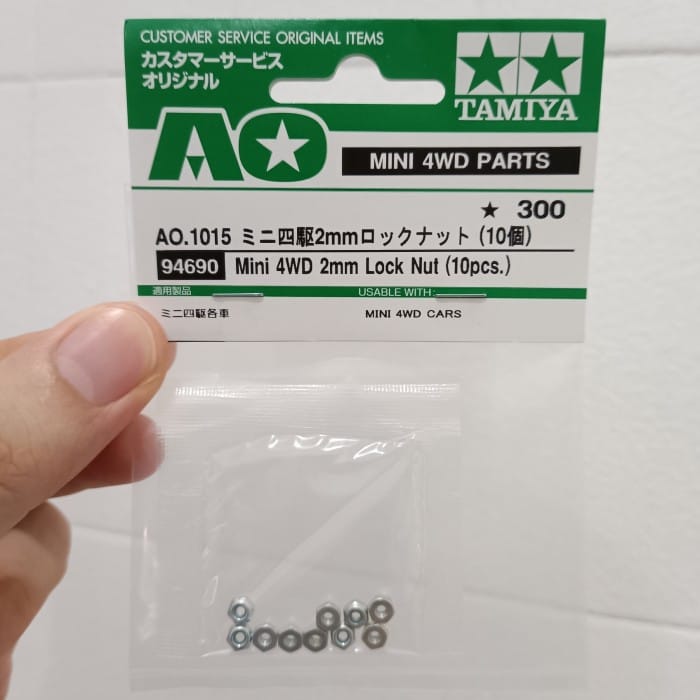 CUSTOMER SERVICE ORIGINAL ITEMS
カスタマーサービス
オリジナル
TAMIYA
AO
MINI 4WD PARTS
★ 300
AO.1015 ミニ四駆2mmロックナット (10個)
94690 Mini 4WD 2mm Lock Nut (10pcs.)
適用製品 USABLE WITH:
ミニ四駆各車 MINI 4WD CARS